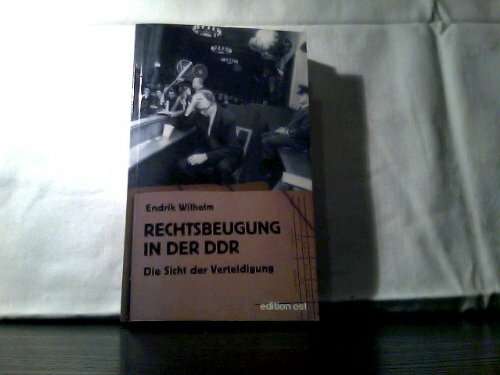 Endrik Wilhelm
RECHTSBEUGUNG
IN DER DDR
Die Sicht der Verteidigung
edition ost